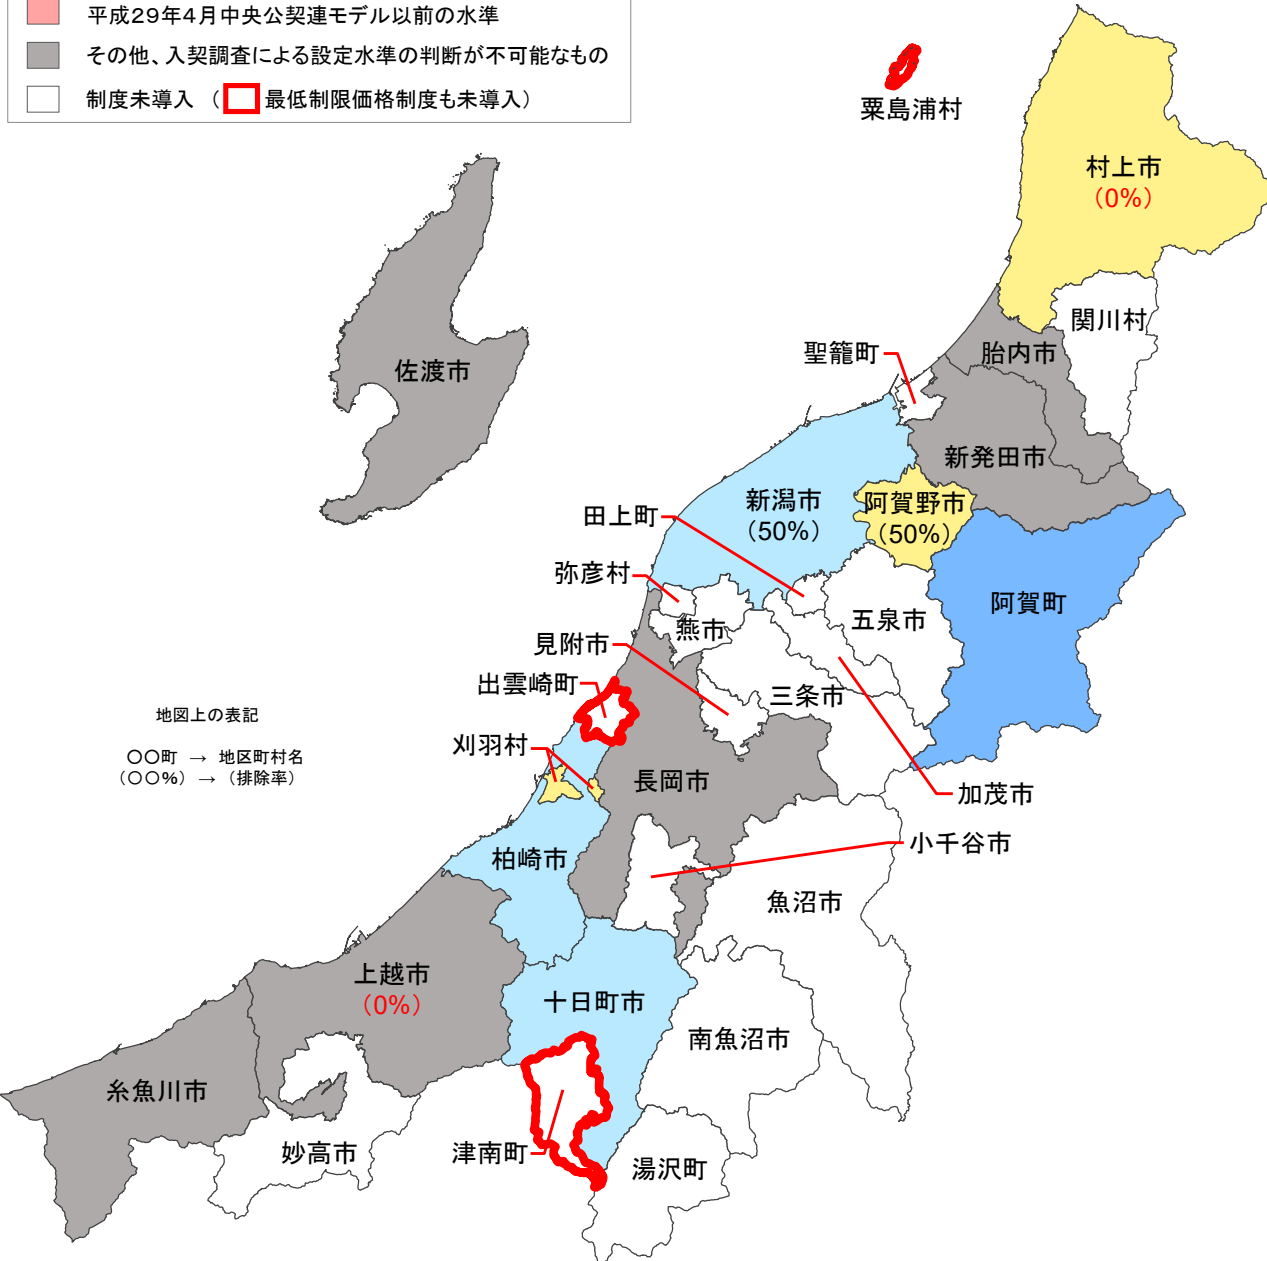 平成29年4月中央公契連モデル以前の水準
その他、入契調査による設定水準の判断が不可能なもの
制度未導入 （ 最低制限価格制度も未導入）
粟島浦村
村上市
（0%）
関川村
聖籠町
胎内市
佐渡市
新発田市
新潟市
（50%）
阿賀野市
（50%）
田上町
弥彦村
阿賀町
五泉市
燕市
見附市
出雲崎町
三条市
地図上の表記
〇〇町 → 地区町村名
（〇〇%）→（排除率）
刈羽村
長岡市
加茂市
小千谷市
柏崎市
魚沼市
上越市
（0%）
十日町市
南魚沼市
糸魚川市
妙高市
津南町
湯沢町